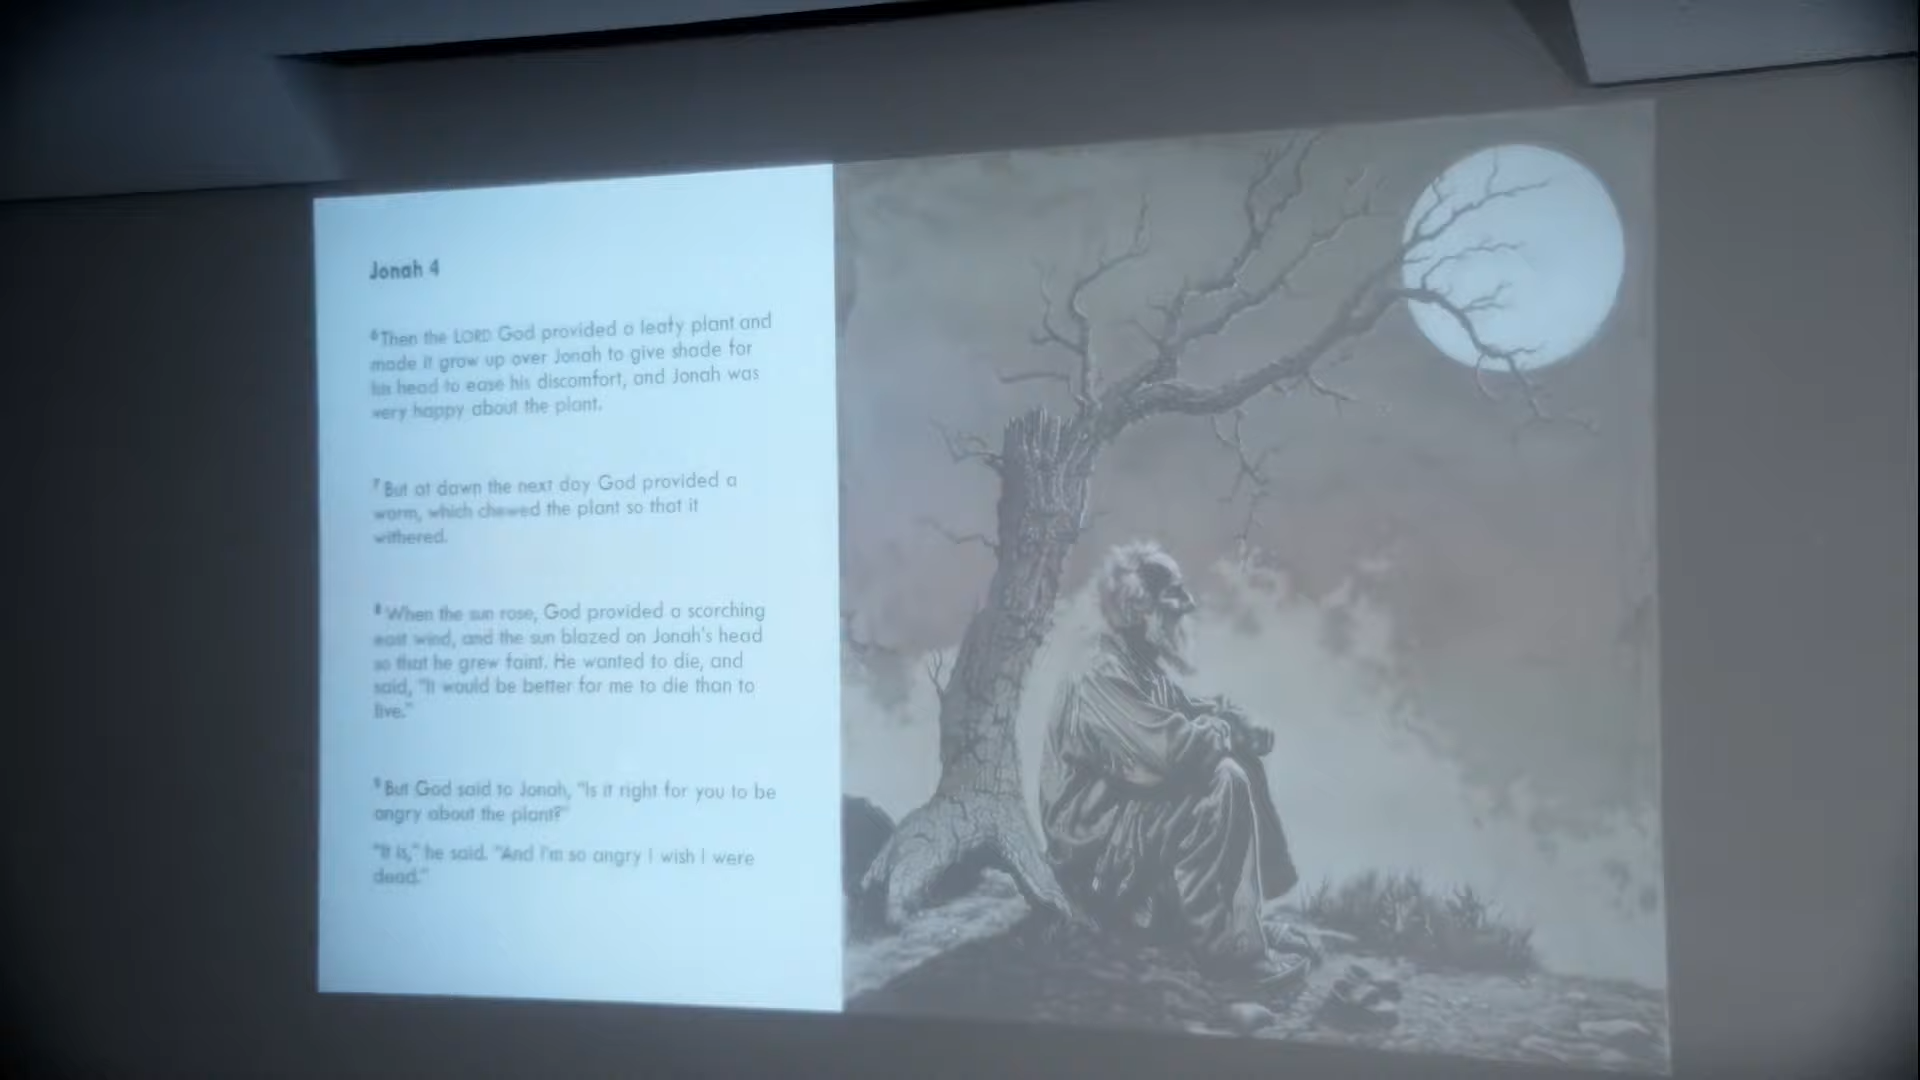 Jonah 4
6 Then the LORD God provided a leafy plant and
made it grow up over Jonah to give shade for
his head to ease his discomfort, and Jonah was
very happy about the plant.
7 But at dawn the next day God provided a
worm, which chewed the plant so that it
withered.
8 When the sun rose, God provided a scorching
east wind, and the sun blazed on Jonah's head
so that he grew faint. He wanted to die, and
said, "It would be better for me to die than to
live."
9 But God said to Jonah, "Is it right for you to be
angry about the plant?"
"It is," he said. "And I'm so angry I wish I were
dead."